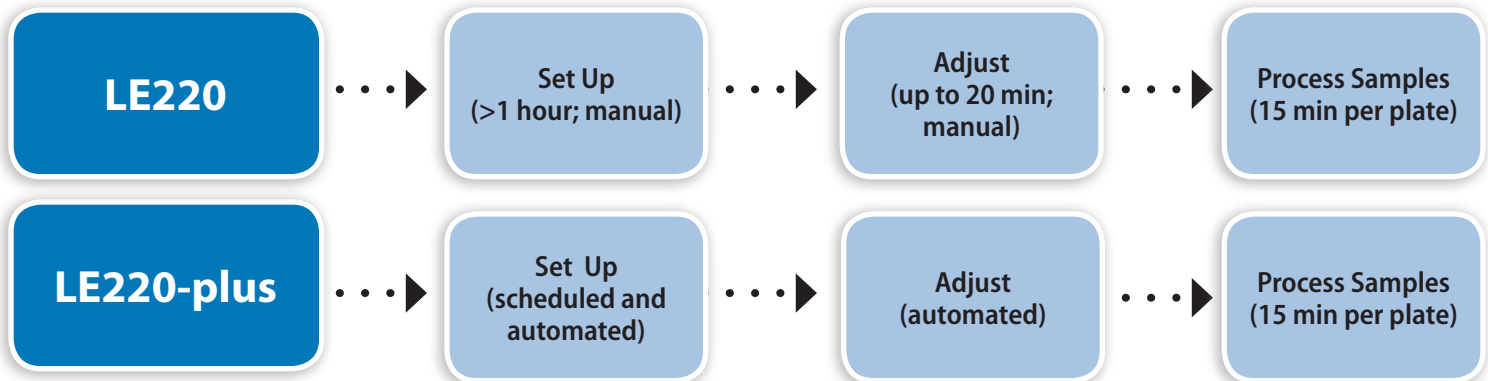 LE220
Set Up
(>1 hour; manual)
Adjust
(up to 20 min;
manual)
Process Samples
(15 min per plate)
LE220-plus
Set Up
(scheduled and
automated)
Adjust
(automated)
Process Samples
(15 min per plate)